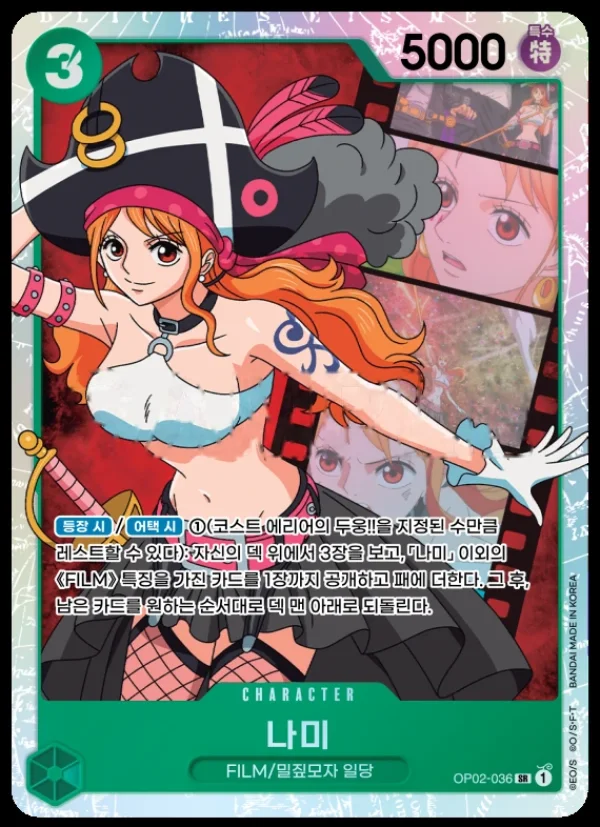 3
5000
특수
特
등장 시 / 어택 시 ①(코스트 에리어의 두웅!!을 지정된 수만큼
레스트할 수 있다): 자신의 덱 위에서 3장을 보고, 「나미」 이외의
《FILM》 특징을 가진 카드를 1장까지 공개하고 패에 더한다. 그 후,
남은 카드를 원하는 순서대로 덱 맨 아래로 되돌린다.
CHARACTER
나미
FILM/밀짚모자 일당
OP02-036 SR 1
©EO/S ©O/S·F·T BANDAI MADE IN KOREA